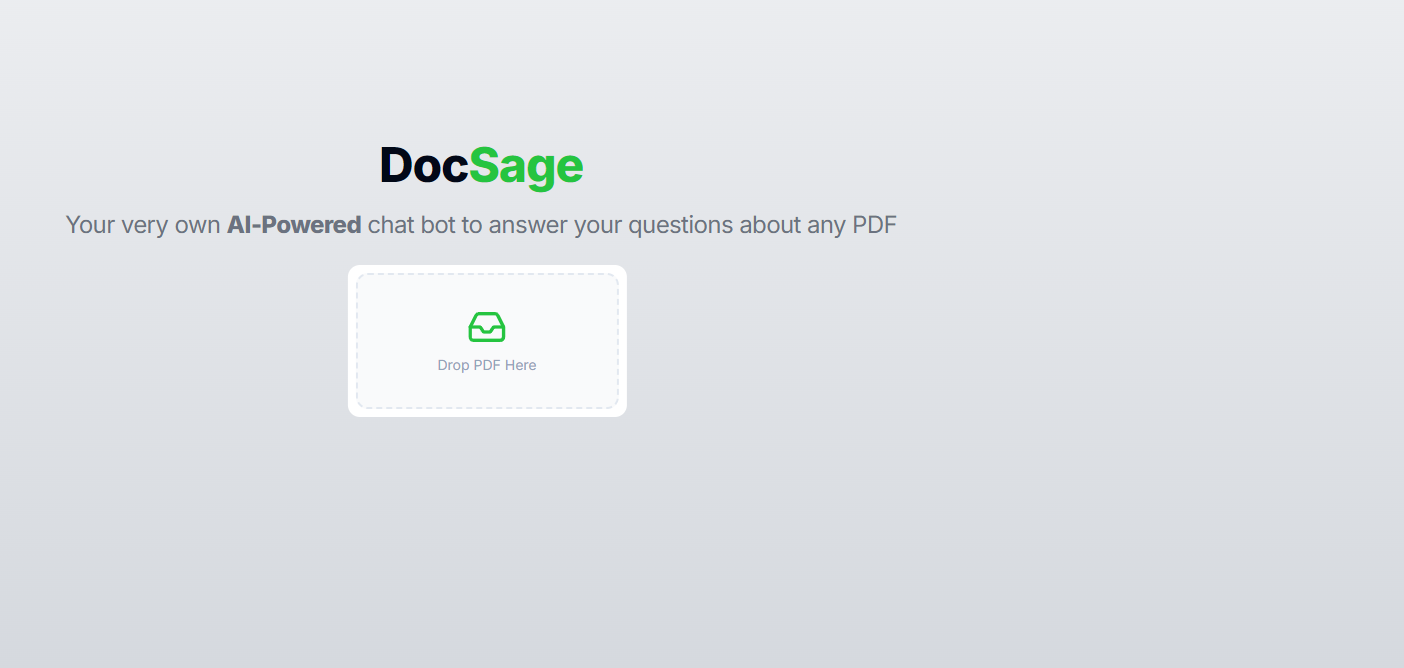 DocSage
Your very own AI-Powered chat bot to answer your questions about any PDF
Drop PDF Here